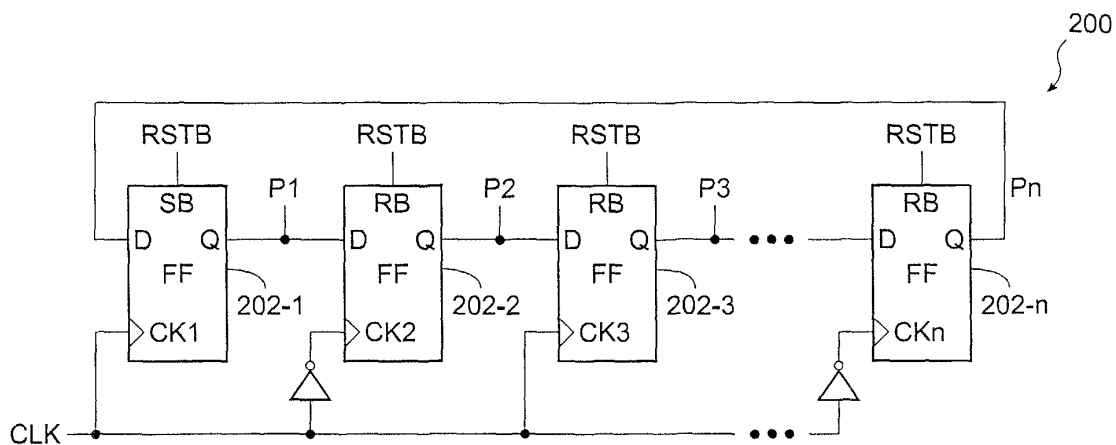 200
RSTB RSTB RSTB RSTB
SB P1 RB P2 RB P3 RB Pn
D Q D Q D Q D Q
FF FF FF FF
202-1 202-2 202-3 202-n
CK1 CK2 CK3 CKn
CLK